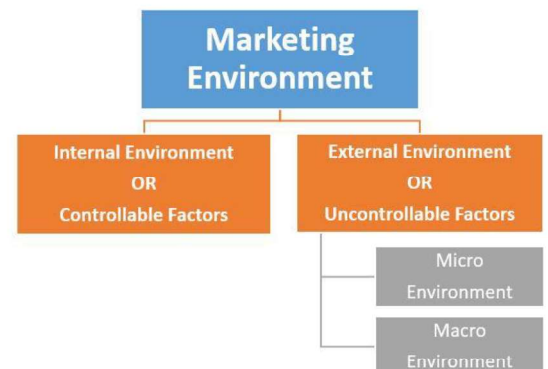 Marketing
Environment
Internal Environment
OR
Controllable Factors
External Environment
OR
Uncontrollable Factors
Micro
Environment
Macro
Environment